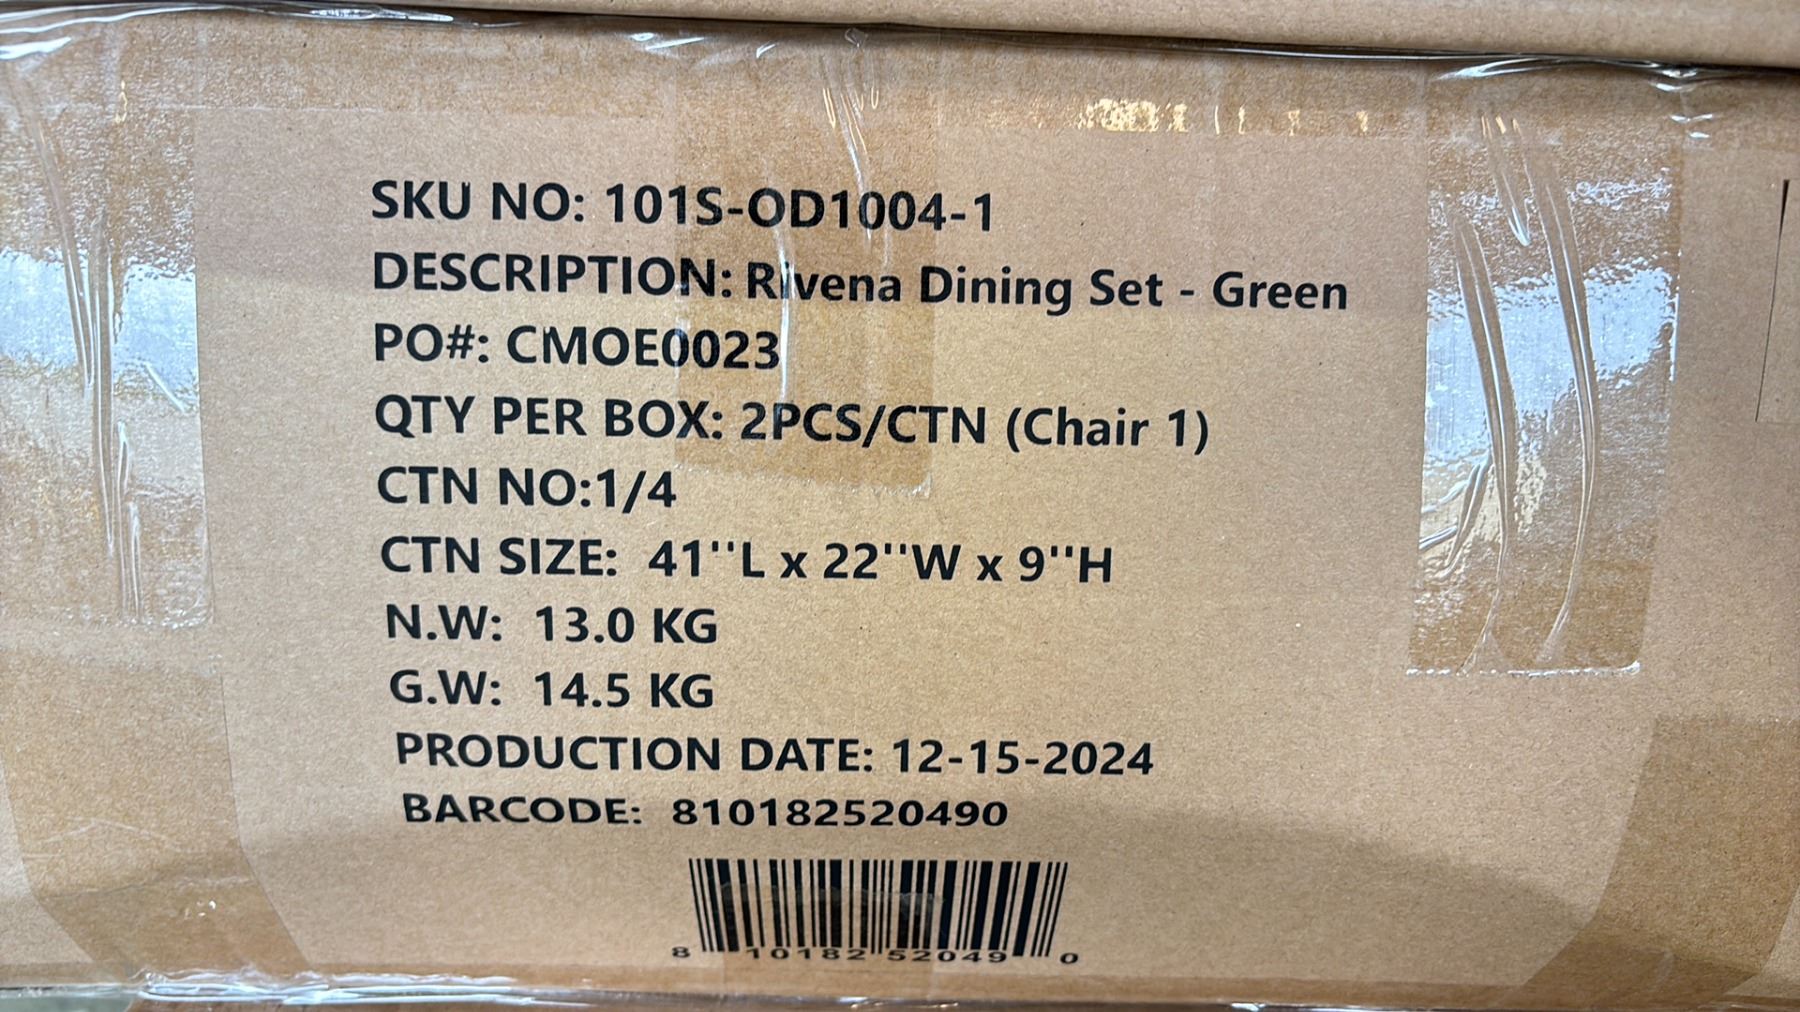 SKU NO: 101S-OD1004-1
DESCRIPTION: Rivena Dining Set - Green
PO#: CMOE0023
QTY PER BOX: 2PCS/CTN (Chair 1)
CTN NO:1/4
CTN SIZE: 41''L x 22''W x 9''H
N.W: 13.0 KG
G.W: 14.5 KG
PRODUCTION DATE: 12-15-2024
BARCODE: 810182520490
8 10182 52049 0